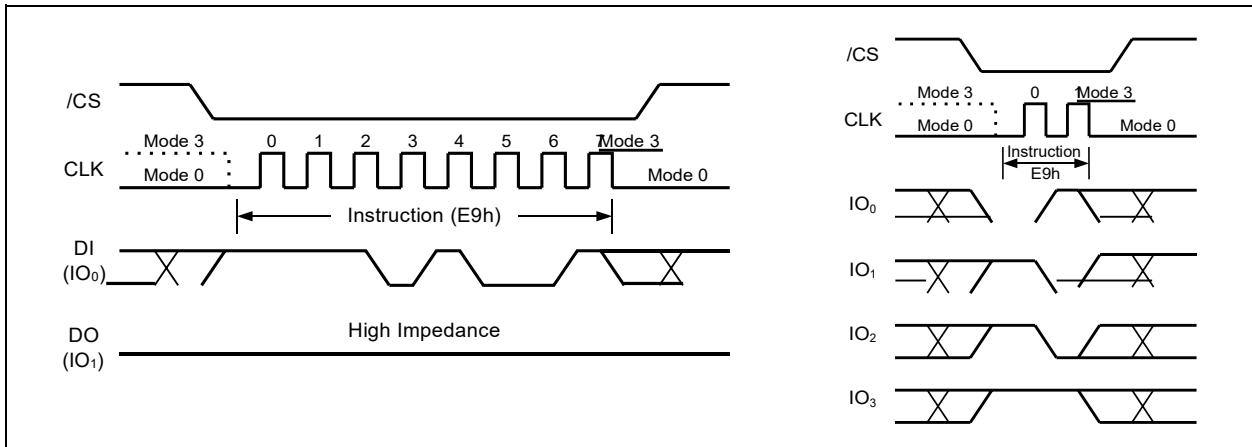 /CS
Mode 3 0 1 2 3 4 5 6 7 Mode 3
CLK
Mode 0 Mode 0
Instruction (E9h)
DI
(IO₀)
High Impedance
DO
(IO₁)
/CS
Mode 3 0 1 Mode 3
CLK
Mode 0 Mode 0
Instruction
E9h
IO₀
IO₁
IO₂
IO₃